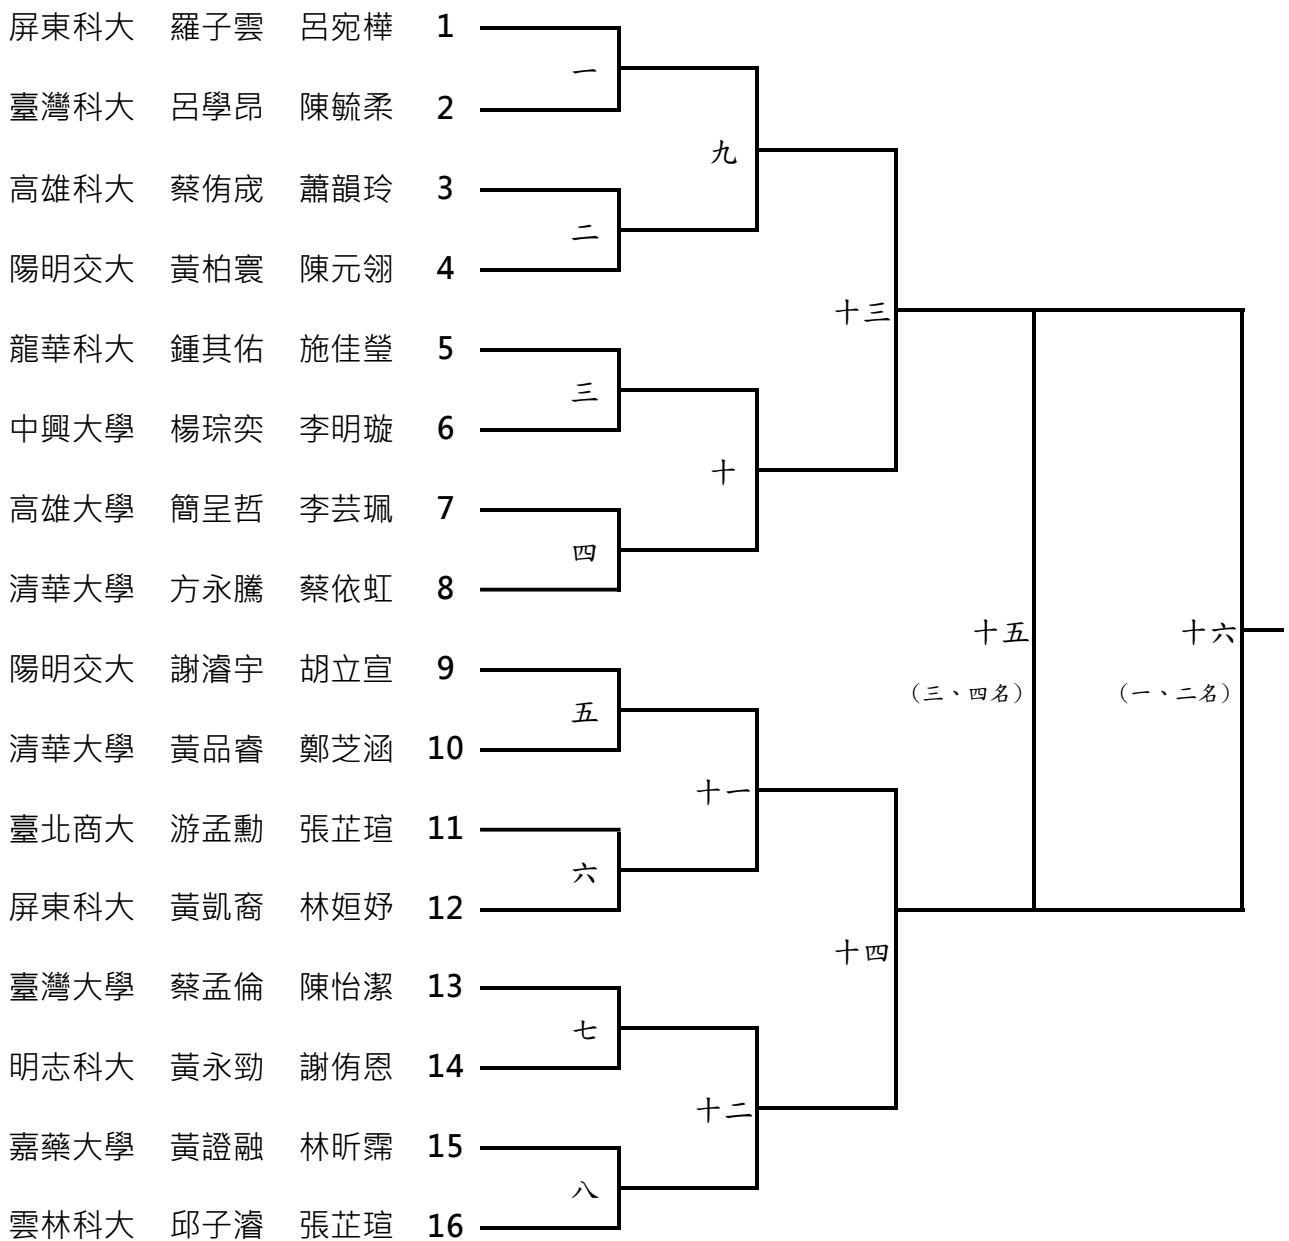 屏東科大 羅子雲 呂宛樺 1
一
臺灣科大 呂學昂 陳毓柔 2
九
高雄科大 蔡侑宬 蕭韻玲 3
二
陽明交大 黃柏寰 陳元翎 4
十三
龍華科大 鍾其佑 施佳瑩 5
三
中興大學 楊琮奕 李明璇 6
十
高雄大學 簡呈哲 李芸珮 7
四
清華大學 方永騰 蔡依虹 8
十五 十六
(三、四名) (一、二名)
陽明交大 謝濬宇 胡立宣 9
五
清華大學 黃品睿 鄭芝涵 10
十一
臺北商大 游孟勳 張芷瑄 11
六
屏東科大 黃凱裔 林姮妤 12
十四
臺灣大學 蔡孟倫 陳怡潔 13
七
明志科大 黃永勁 謝侑恩 14
十二
嘉藥大學 黃證融 林昕霈 15
八
雲林科大 邱子濬 張芷瑄 16